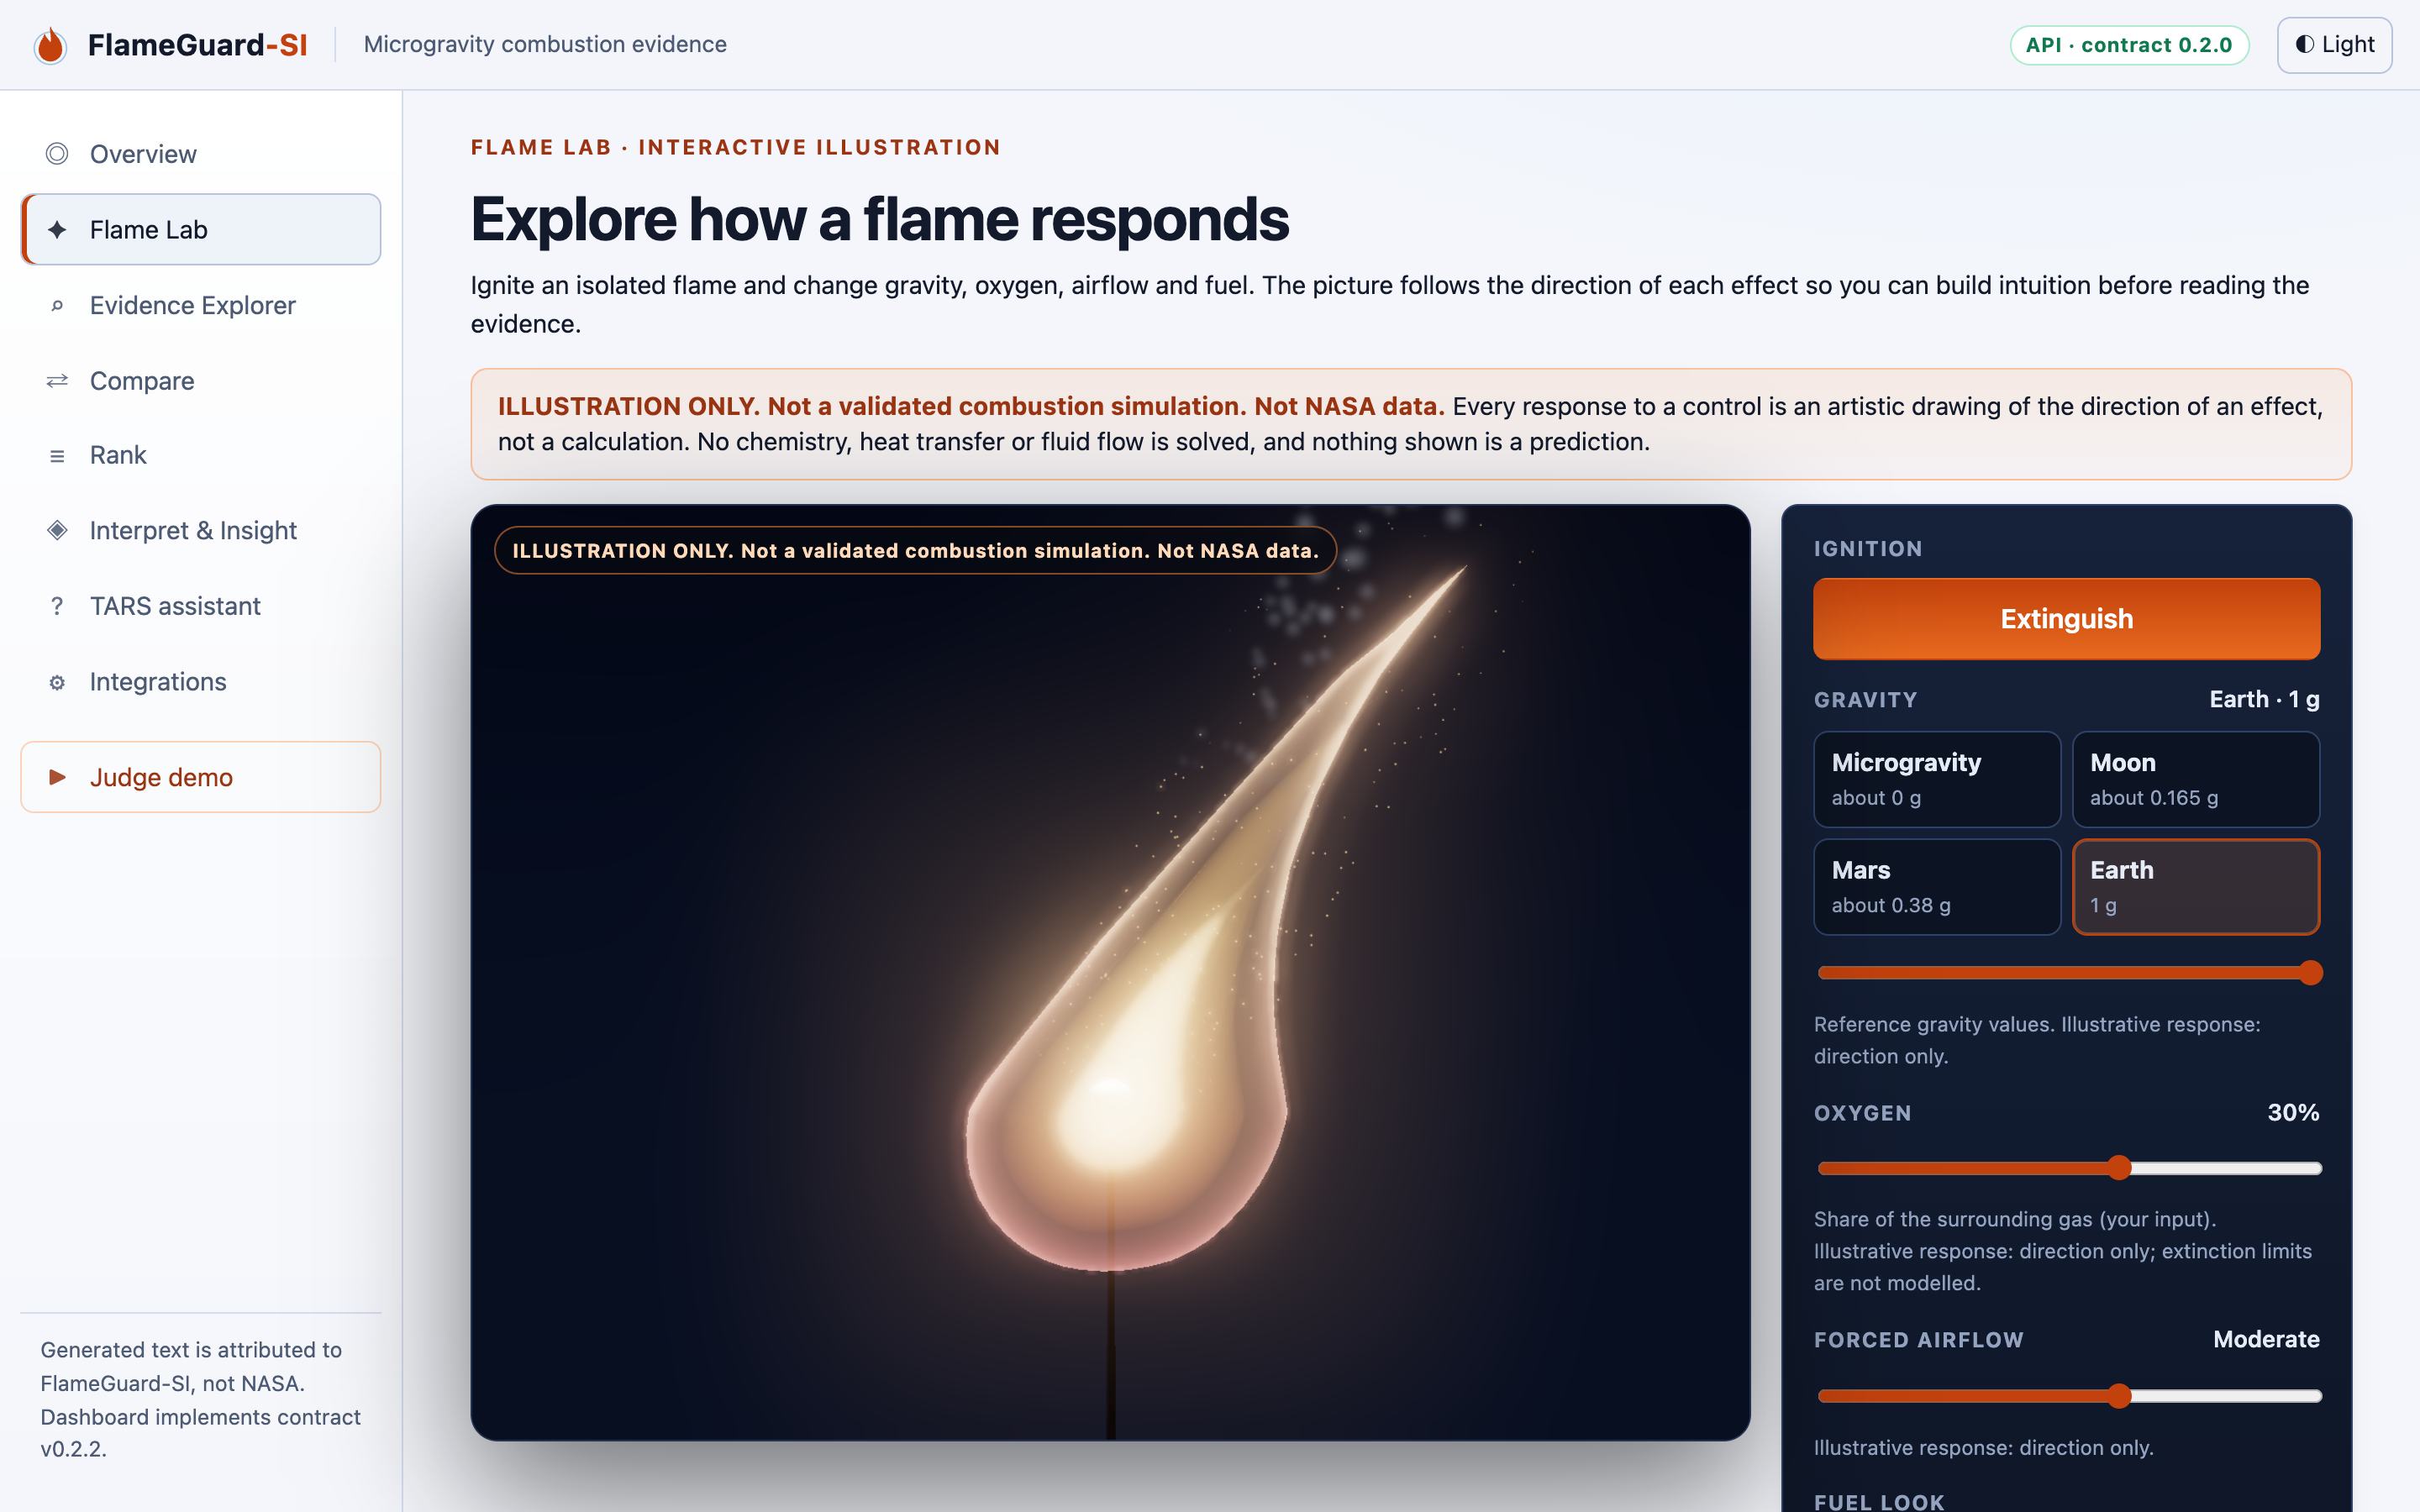 FlameGuard-SI
Microgravity combustion evidence
API · contract 0.2.0
Light
Overview
Flame Lab
Evidence Explorer
Compare
Rank
Interpret & Insight
TARS assistant
Integrations
Judge demo
Generated text is attributed to
FlameGuard-SI, not NASA.
Dashboard implements contract
v0.2.2.
FLAME LAB · INTERACTIVE ILLUSTRATION
Explore how a flame responds
Ignite an isolated flame and change gravity, oxygen, airflow and fuel. The picture follows the direction of each effect so you can build intuition before reading the
evidence.
ILLUSTRATION ONLY. Not a validated combustion simulation. Not NASA data. Every response to a control is an artistic drawing of the direction of an effect,
not a calculation. No chemistry, heat transfer or fluid flow is solved, and nothing shown is a prediction.
ILLUSTRATION ONLY. Not a validated combustion simulation. Not NASA data.
IGNITION
Extinguish
GRAVITY
Earth · 1 g
Microgravity
about 0 g
Moon
about 0.165 g
Mars
about 0.38 g
Earth
1 g
Reference gravity values. Illustrative response:
direction only.
OXYGEN
30%
Share of the surrounding gas (your input).
Illustrative response: direction only; extinction limits
are not modelled.
FORCED AIRFLOW
Moderate
Illustrative response: direction only.
FUEL LOOK